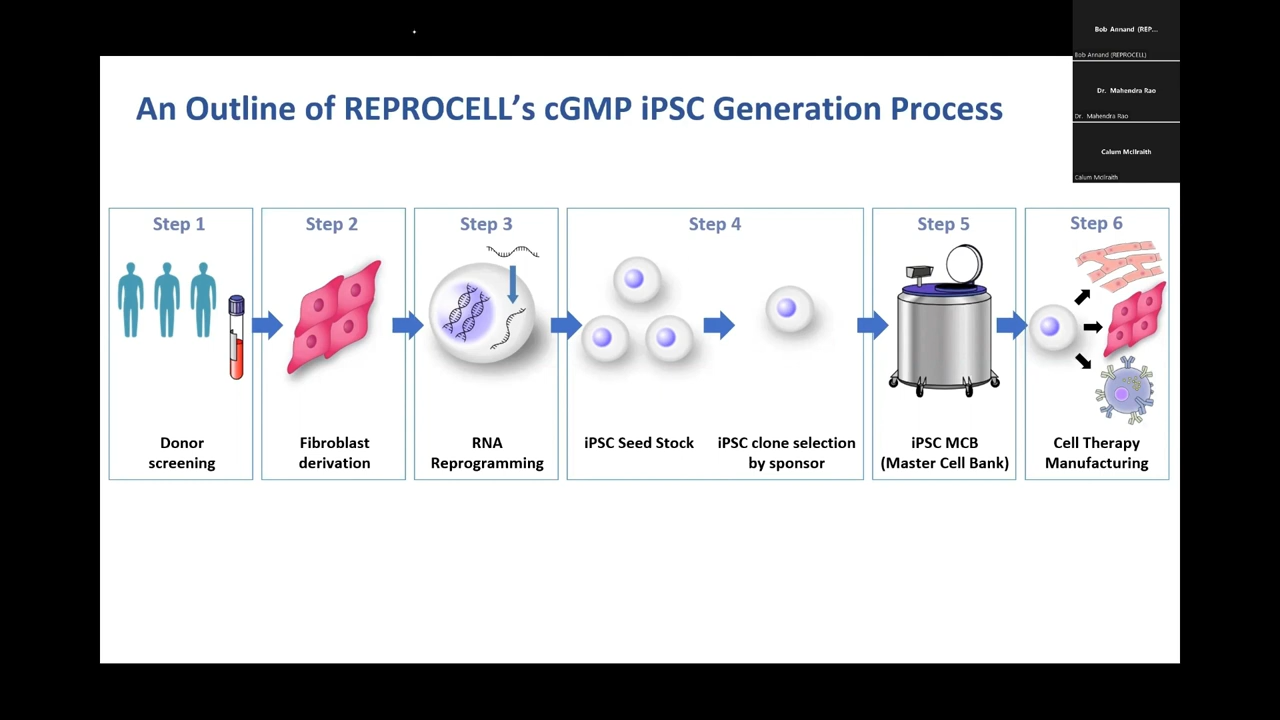 An Outline of REPROCELL’s cGMP iPSC Generation Process
Bob Annand (REP...
Bob Annand (REPROCELL)
Dr. Mahendra Rao
Dr. Mahendra Rao
Calum McIlraith
Calum McIlraith
Step 1
Donor
screening
Step 2
Fibroblast
derivation
Step 3
RNA
Reprogramming
Step 4
iPSC Seed Stock
iPSC clone selection
by sponsor
Step 5
iPSC MCB
(Master Cell Bank)
Step 6
Cell Therapy
Manufacturing